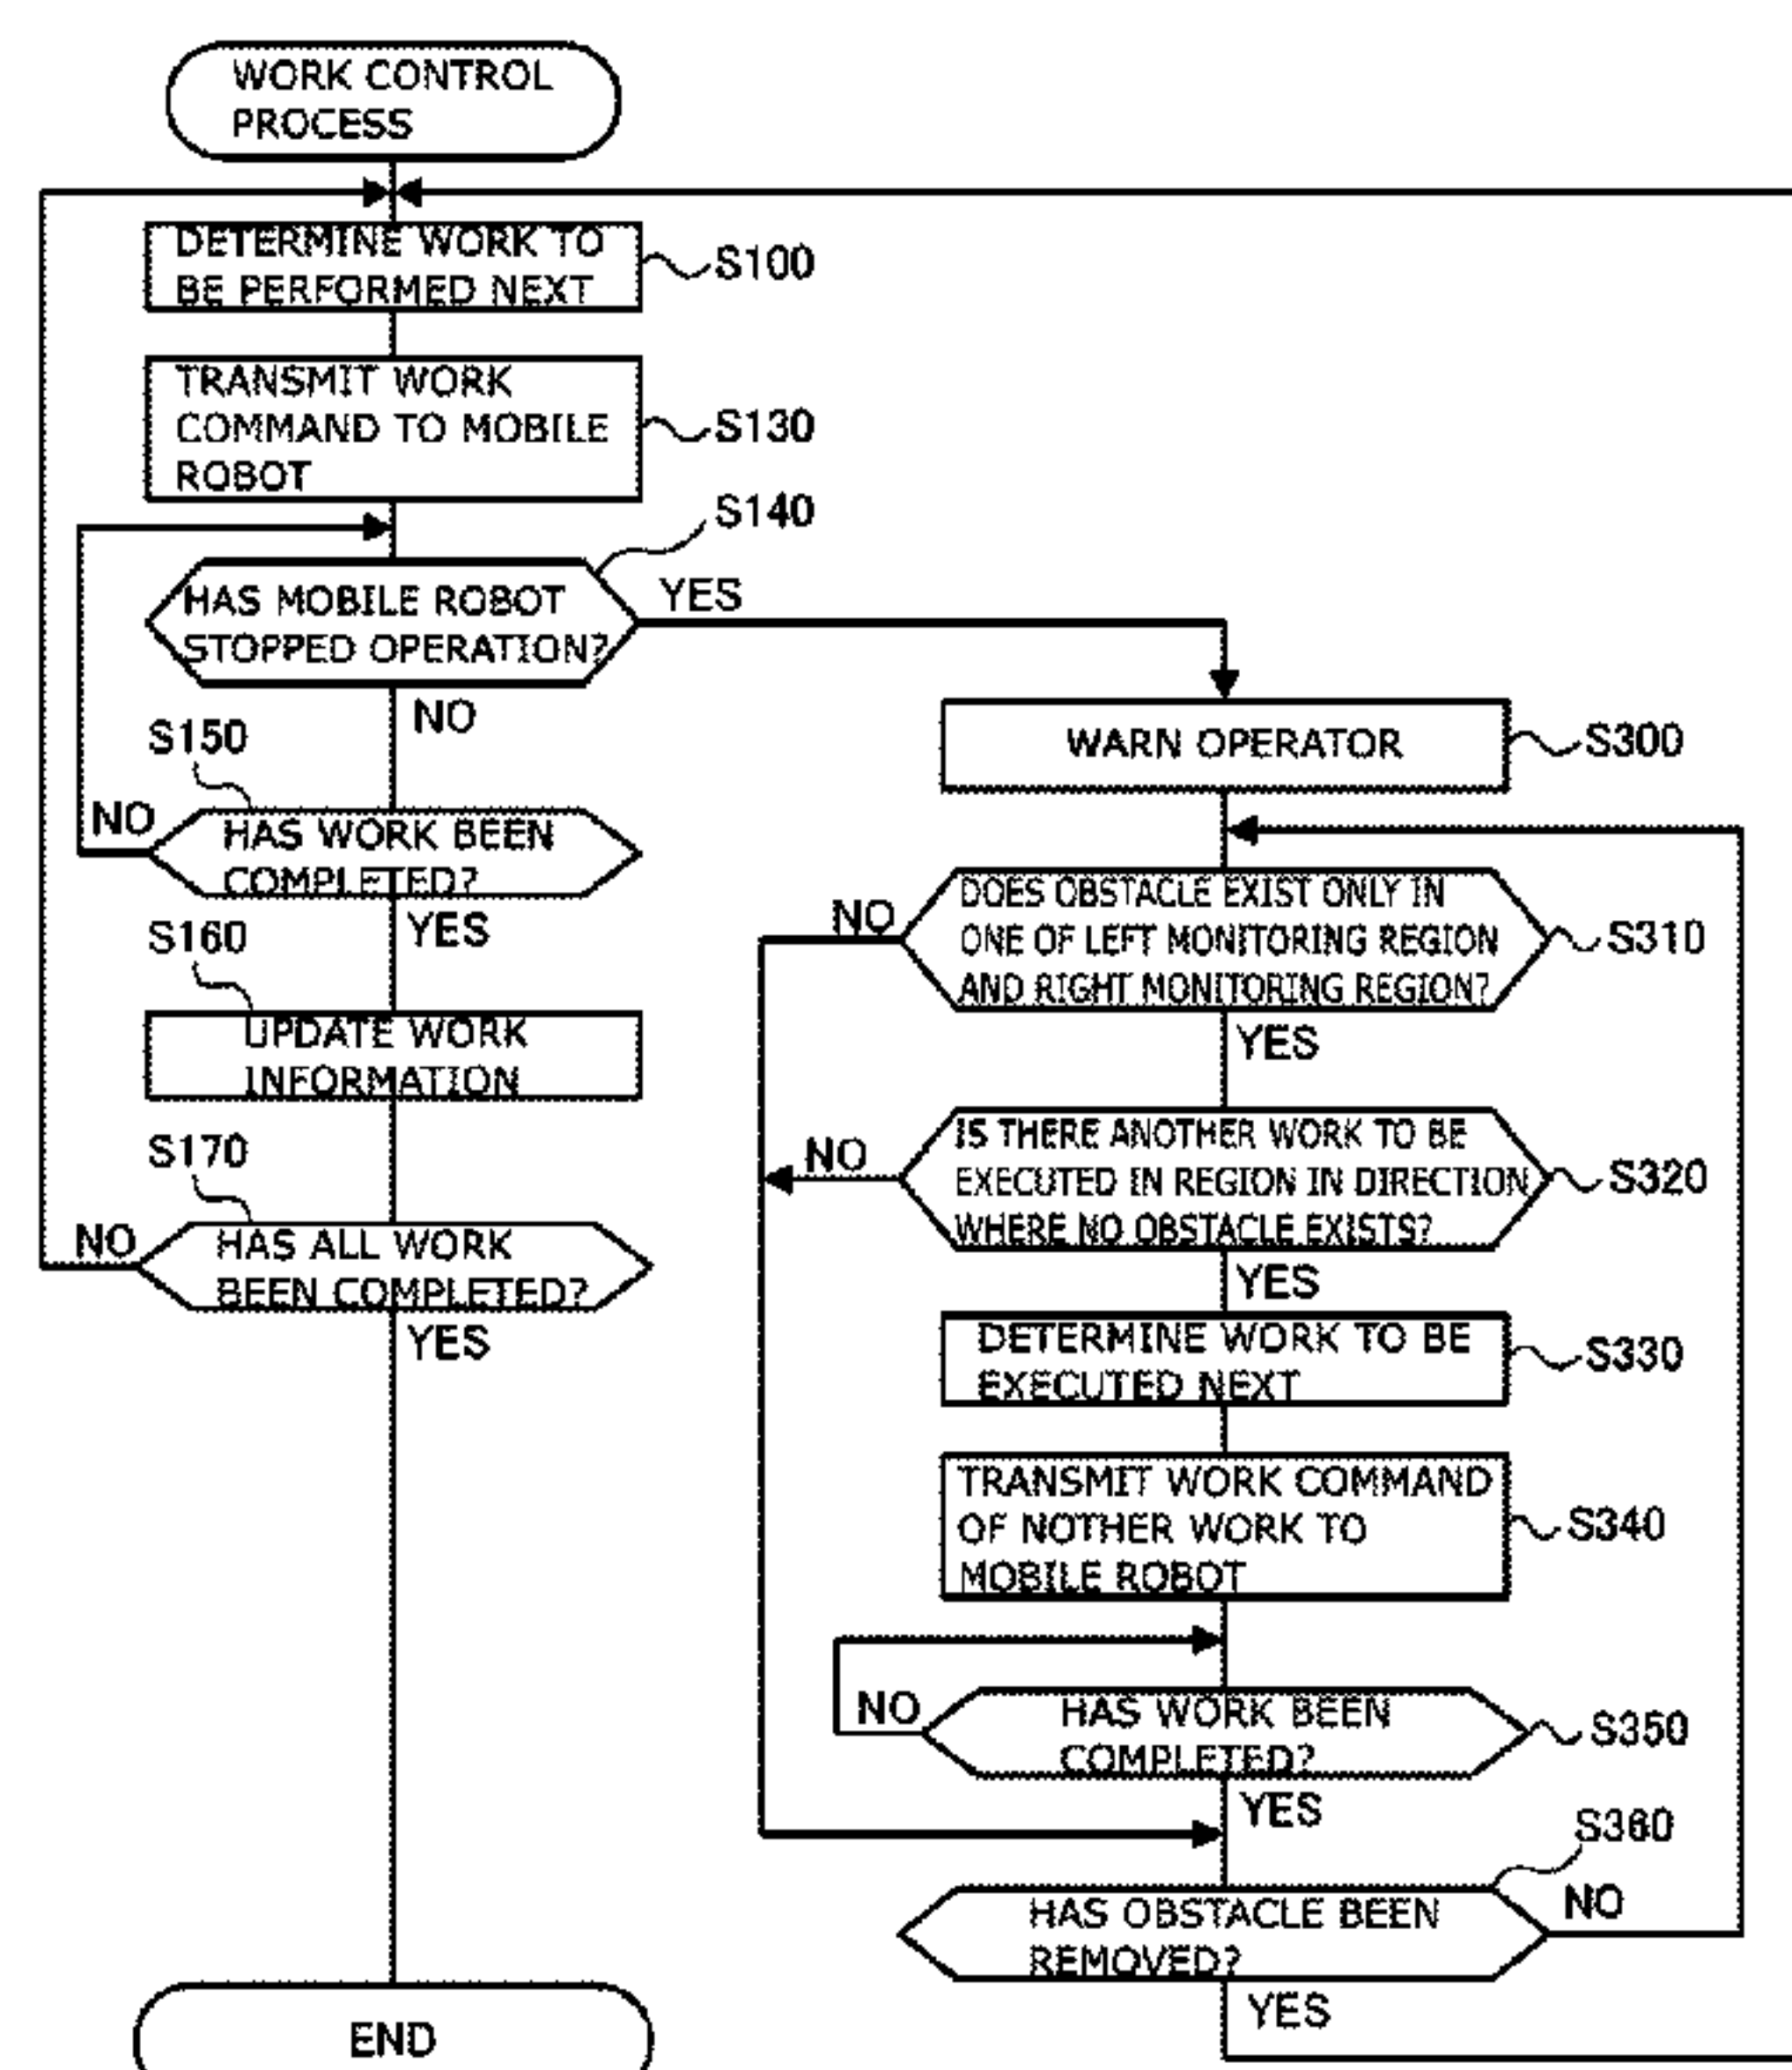 WORK CONTROL
PROCESS
DETERMINE WORK TO
BE PERFORMED NEXT
S100
TRANSMIT WORK
COMMAND TO MOBILE
ROBOT
S130
S140
HAS MOBILE ROBOT
STOPPED OPERATION?
YES
NO
S150
NO
HAS WORK BEEN
COMPLETED?
YES
S160
UPDATE WORK
INFORMATION
S170
NO
HAS ALL WORK
BEEN COMPLETED?
YES
END
WARN OPERATOR
S300
NO
DOES OBSTACLE EXIST ONLY IN
ONE OF LEFT MONITORING REGION
AND RIGHT MONITORING REGION?
S310
YES
NO
IS THERE ANOTHER WORK TO BE
EXECUTED IN REGION IN DIRECTION
WHERE NO OBSTACLE EXISTS?
S320
YES
DETERMINE WORK TO BE
EXECUTED NEXT
S330
TRANSMIT WORK COMMAND
OF NOTHER WORK TO
MOBILE ROBOT
S340
NO
HAS WORK BEEN
COMPLETED?
S350
YES
S360
HAS OBSTACLE BEEN
REMOVED?
NO
YES